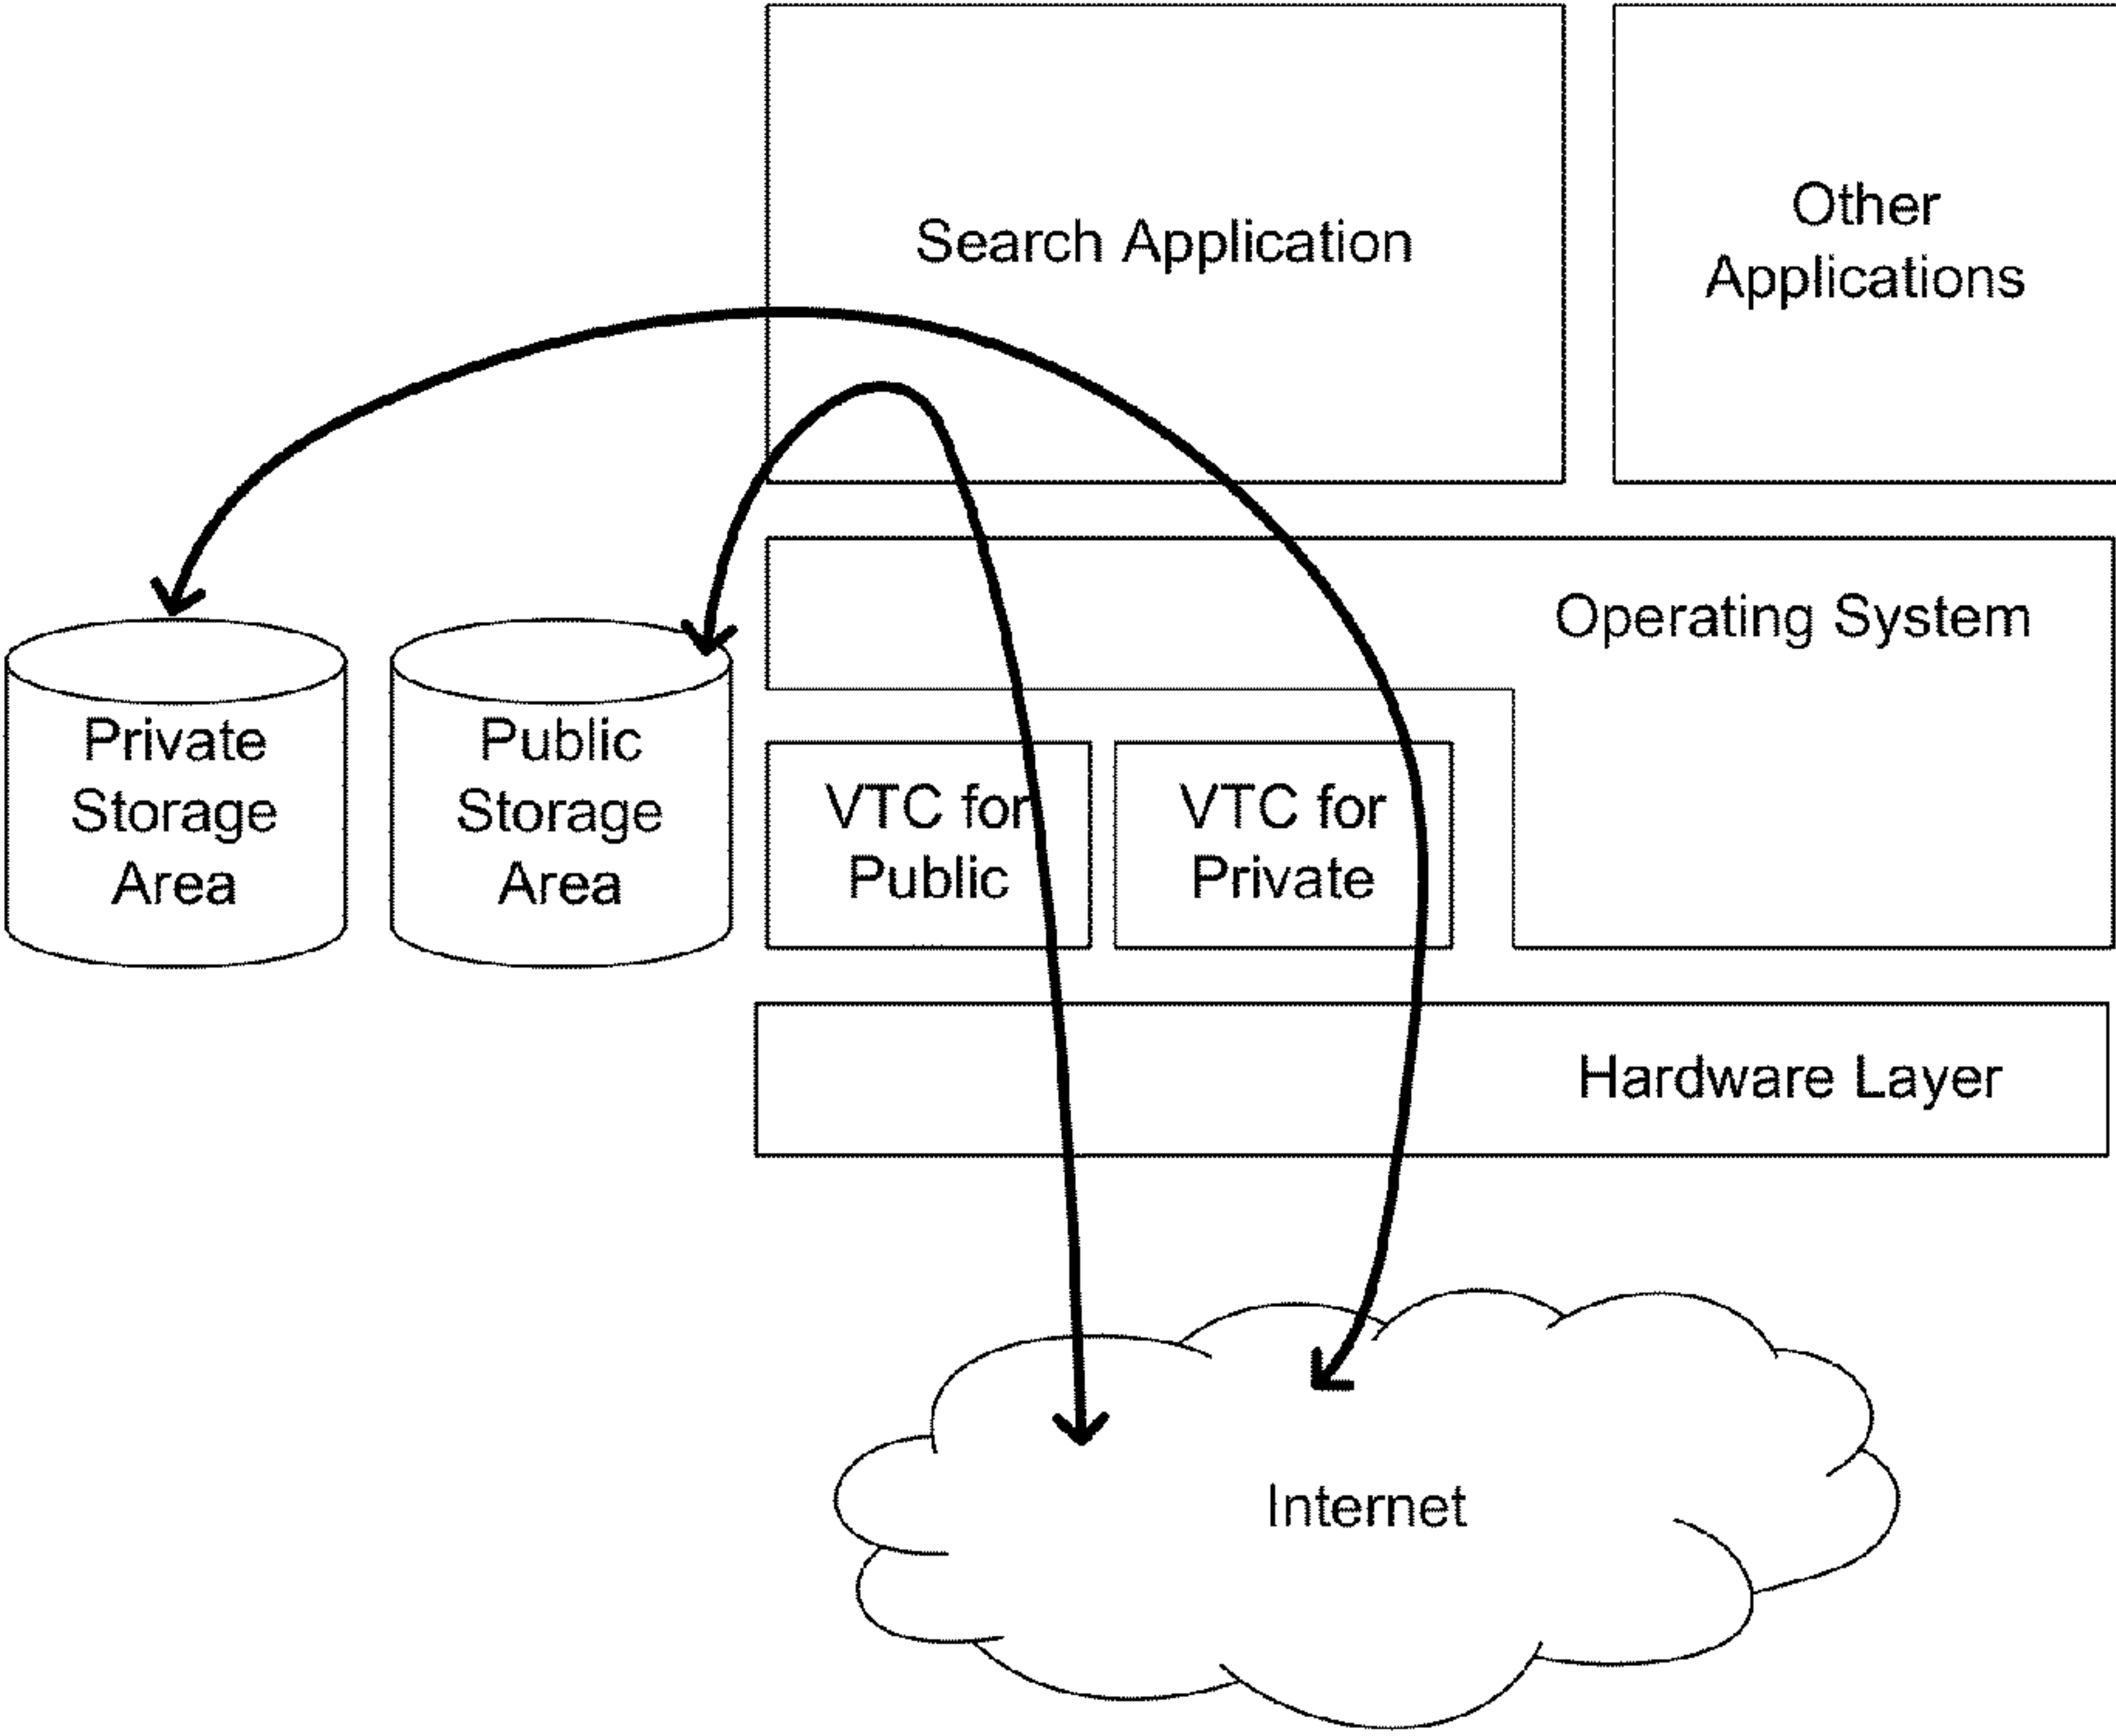 Search Application
Other
Applications
Operating System
Private
Storage
Area
Public
Storage
Area
VTC for
Public
VTC for
Private
Hardware Layer
Internet